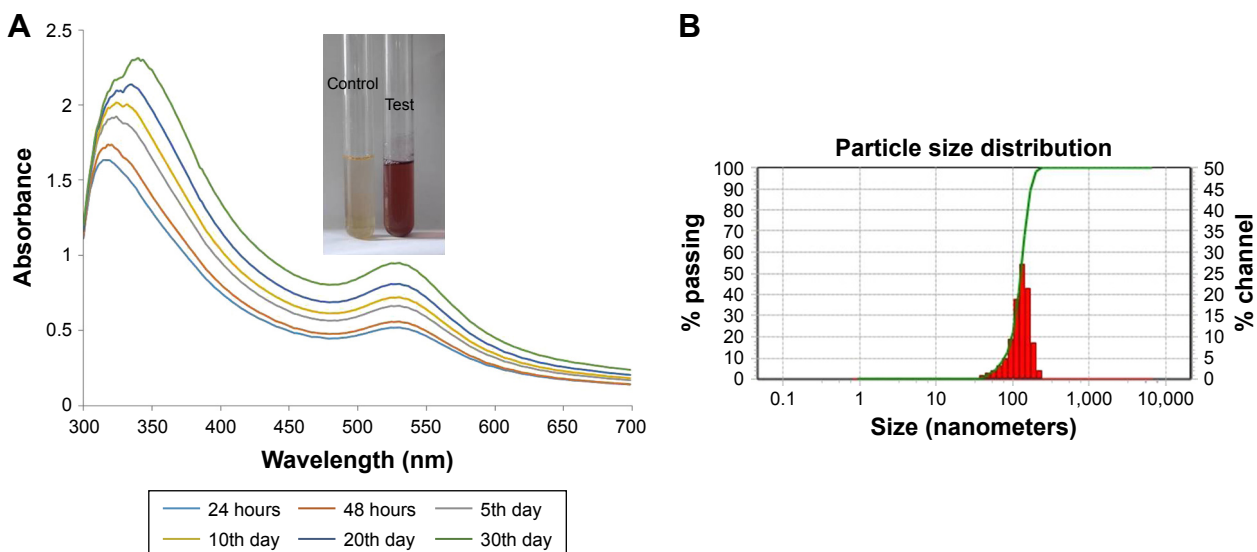 A
Absorbance
2.5
2
1.5
1
0.5
0
300 350 400 450 500 550 600 650 700
Wavelength (nm)
Control
Test
24 hours 48 hours 5th day
10th day 20th day 30th day
B
Particle size distribution
% passing
100
90
80
70
60
50
40
30
20
10
0
50
45
40
35
30
25
20
15
10
5
0
% channel
0.1 1 10 100 1,000 10,000
Size (nanometers)